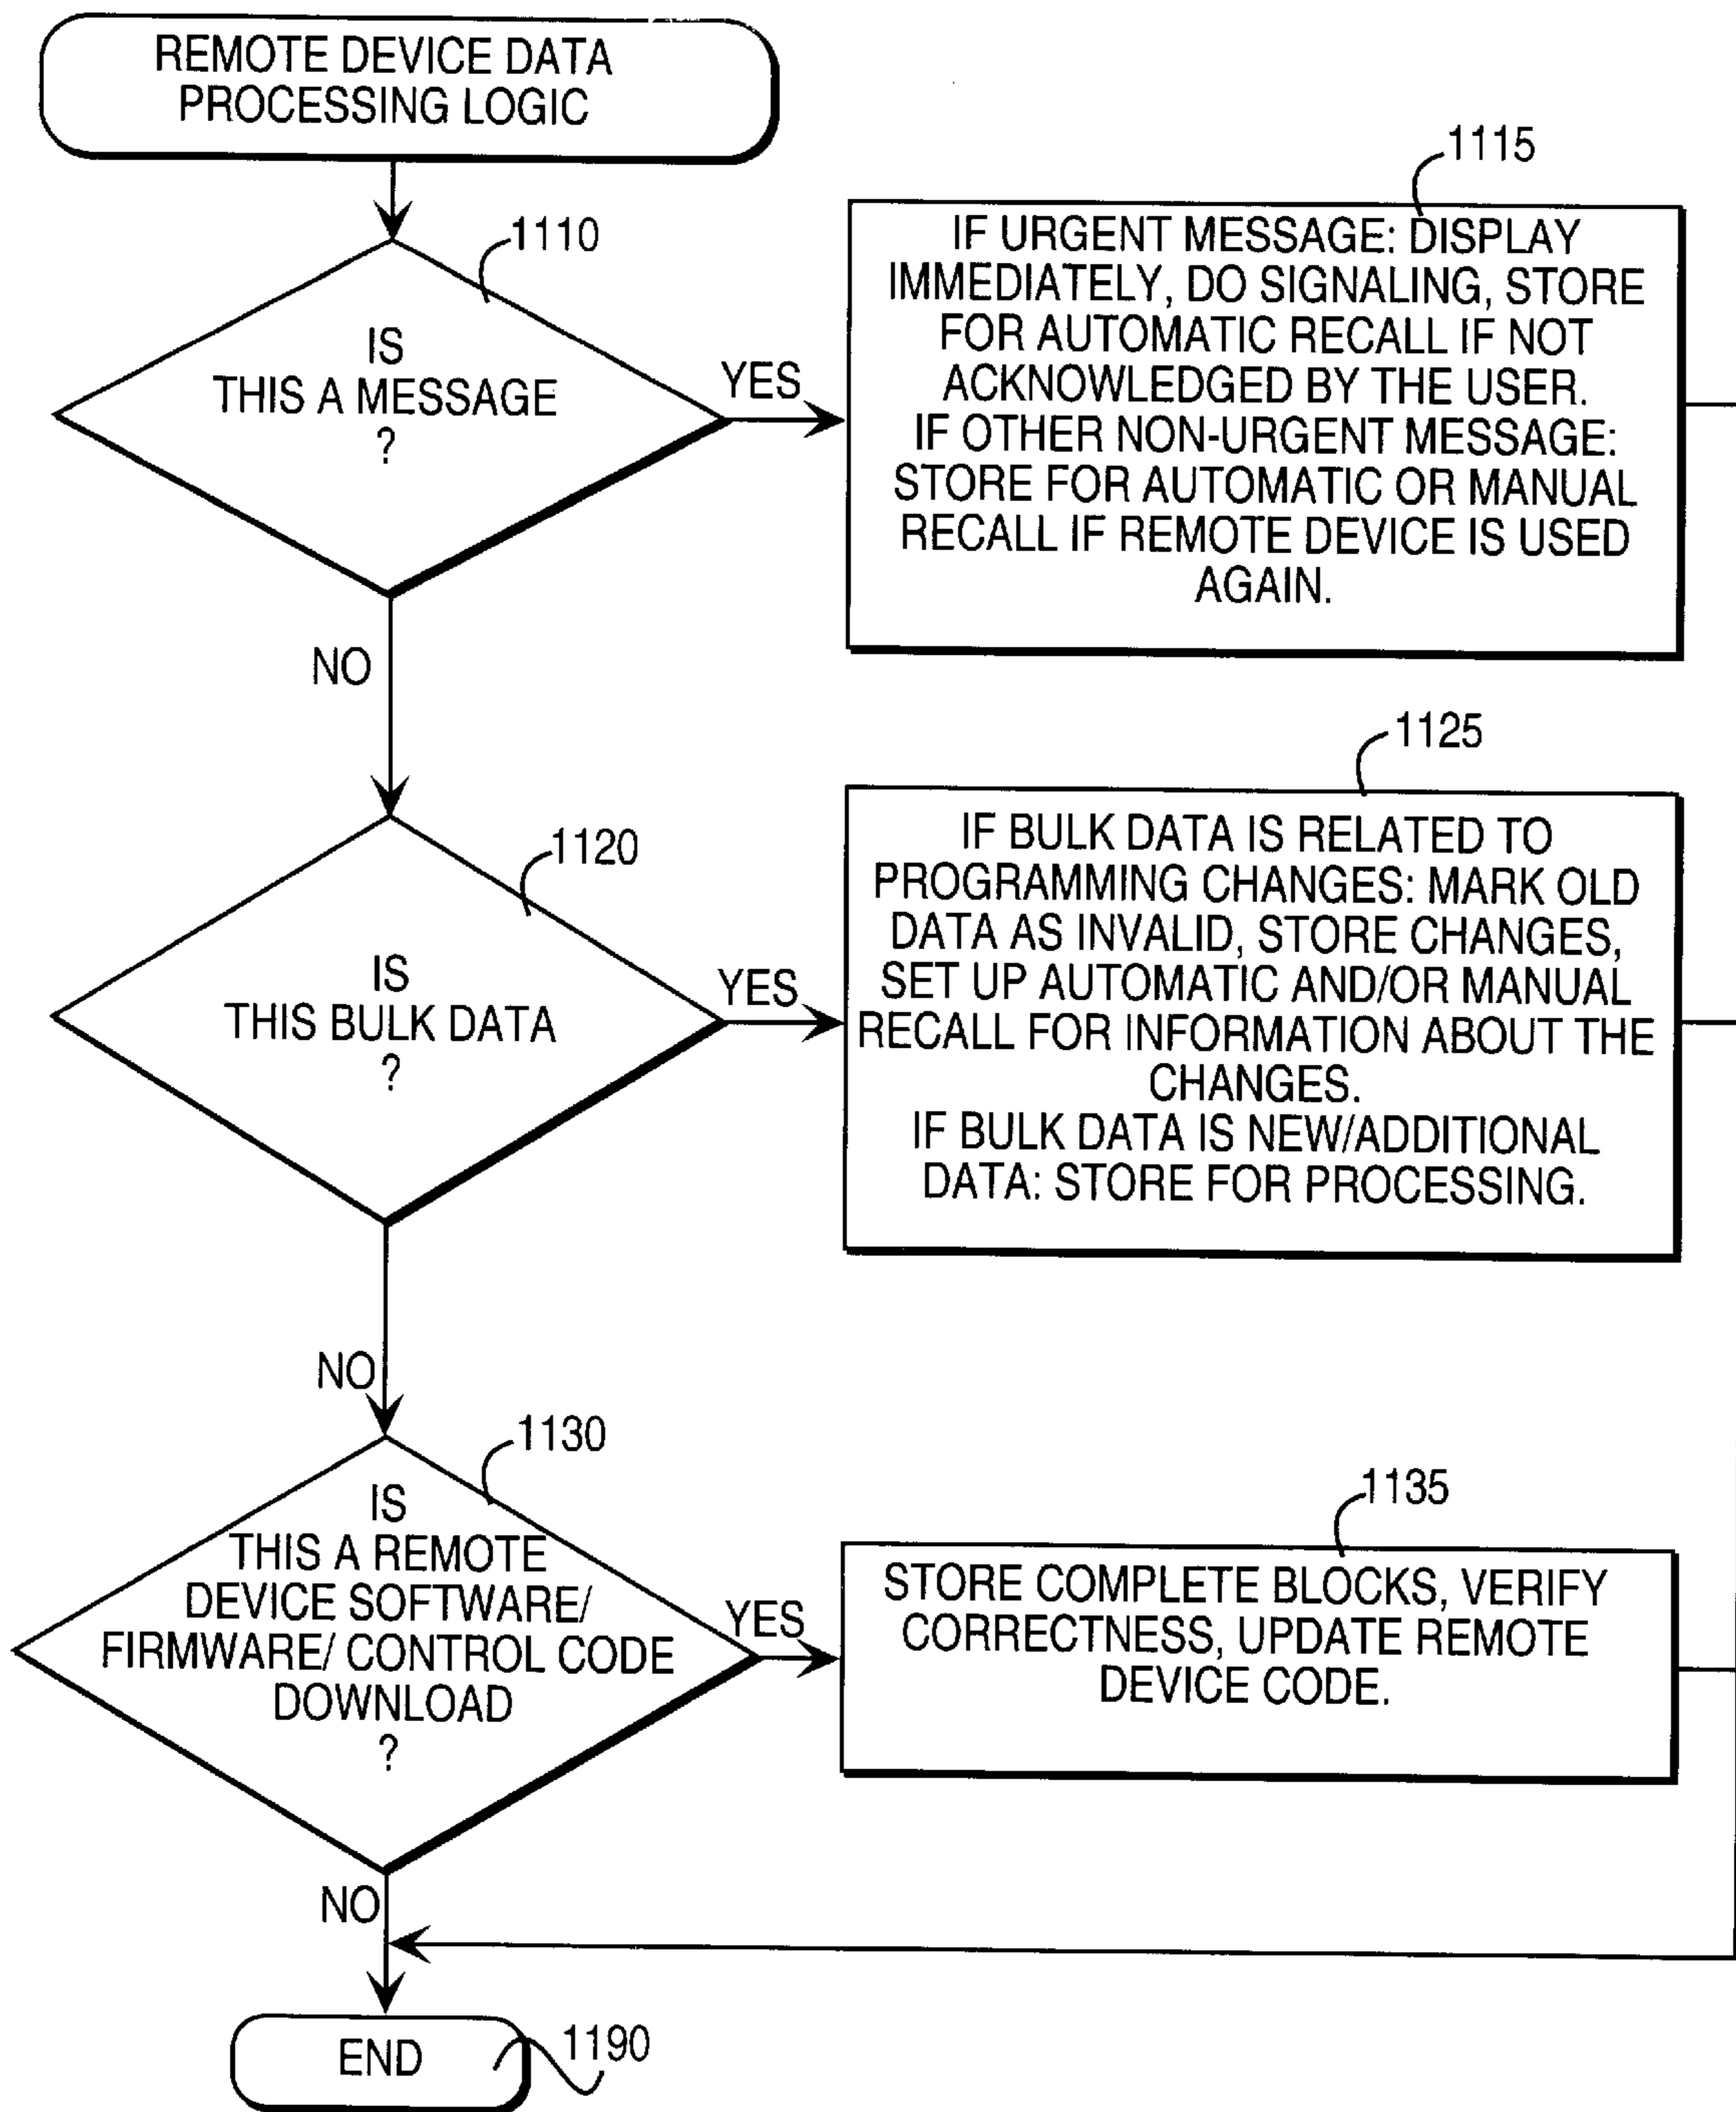 REMOTE DEVICE DATA
PROCESSING LOGIC
1110
IS
THIS A MESSAGE
?
YES
NO
1115
IF URGENT MESSAGE: DISPLAY
IMMEDIATELY, DO SIGNALING, STORE
FOR AUTOMATIC RECALL IF NOT
ACKNOWLEDGED BY THE USER.
IF OTHER NON-URGENT MESSAGE:
STORE FOR AUTOMATIC OR MANUAL
RECALL IF REMOTE DEVICE IS USED
AGAIN.
1120
IS
THIS BULK DATA
?
YES
NO
1125
IF BULK DATA IS RELATED TO
PROGRAMMING CHANGES: MARK OLD
DATA AS INVALID, STORE CHANGES,
SET UP AUTOMATIC AND/OR MANUAL
RECALL FOR INFORMATION ABOUT THE
CHANGES.
IF BULK DATA IS NEW/ADDITIONAL
DATA: STORE FOR PROCESSING.
1130
IS
THIS A REMOTE
DEVICE SOFTWARE/
FIRMWARE/ CONTROL CODE
DOWNLOAD
?
YES
NO
1135
STORE COMPLETE BLOCKS, VERIFY
CORRECTNESS, UPDATE REMOTE
DEVICE CODE.
END
1190